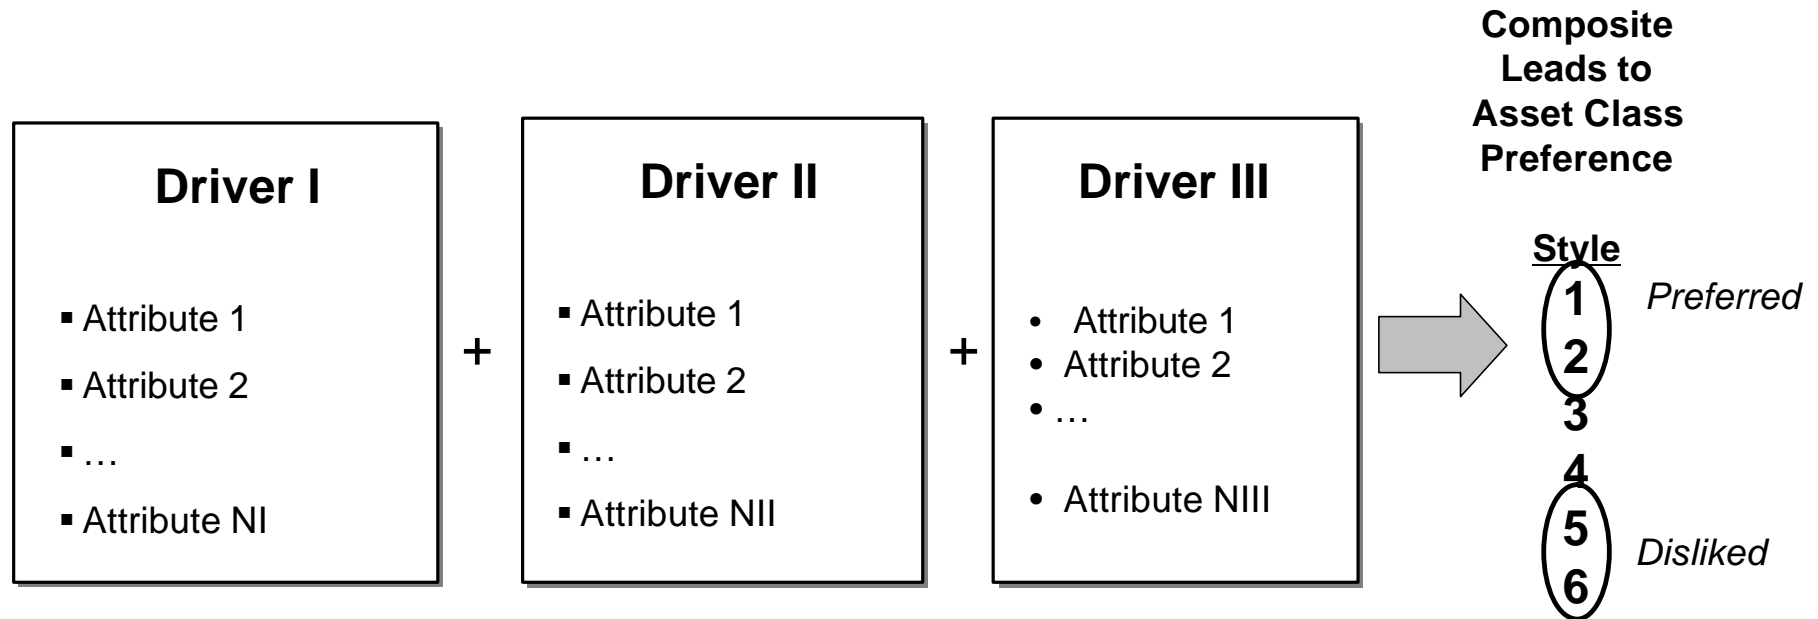 Driver I
▪ Attribute 1
▪ Attribute 2
▪ …
▪ Attribute NI
+
Driver II
▪ Attribute 1
▪ Attribute 2
▪ …
▪ Attribute NII
+
Driver III
• Attribute 1
• Attribute 2
• …
• Attribute NIII
Composite
Leads to
Asset Class
Preference
Style
1 Preferred
2
3
4
5 Disliked
6